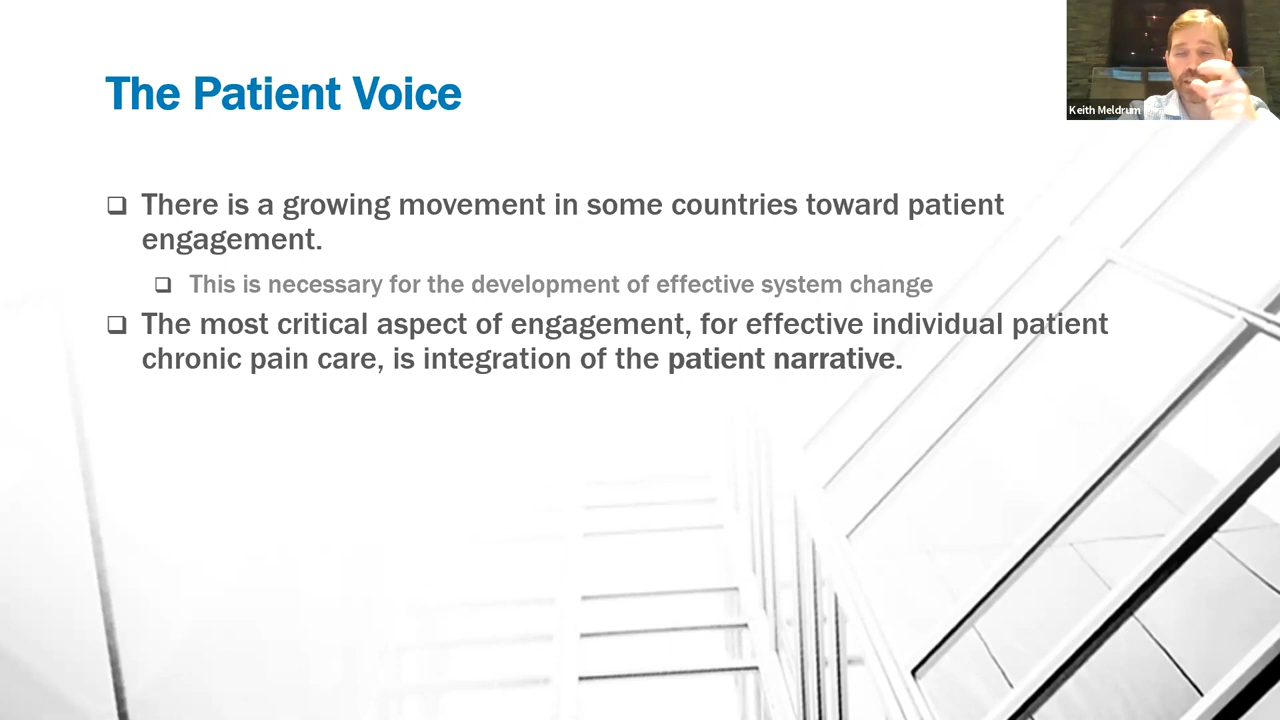 The Patient Voice
Keith Meldrum
There is a growing movement in some countries toward patient
engagement.
This is necessary for the development of effective system change
The most critical aspect of engagement, for effective individual patient
chronic pain care, is integration of the patient narrative.